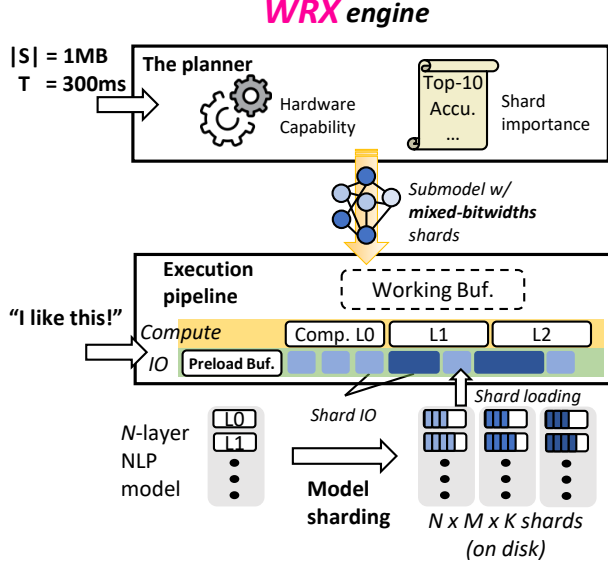 WRX engine
|S| = 1MB
T = 300ms
The planner
Hardware
Capability
Top-10
Accu.
...
Shard
importance
Submodel w/
mixed-bitwidths
shards
Execution
pipeline
Working Buf.
"I like this!"
Compute
Comp. L0
L1
L2
IO
Preload Buf.
Shard IO
Shard loading
N-layer
NLP
model
L0
L1
Model
sharding
N x M x K shards
(on disk)